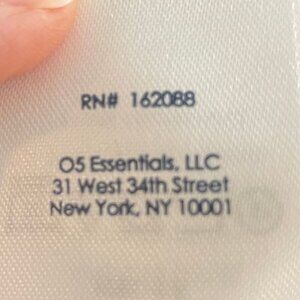 RN# 162088
O5 Essentials, LLC
31 West 34th Street
New York, NY 10001